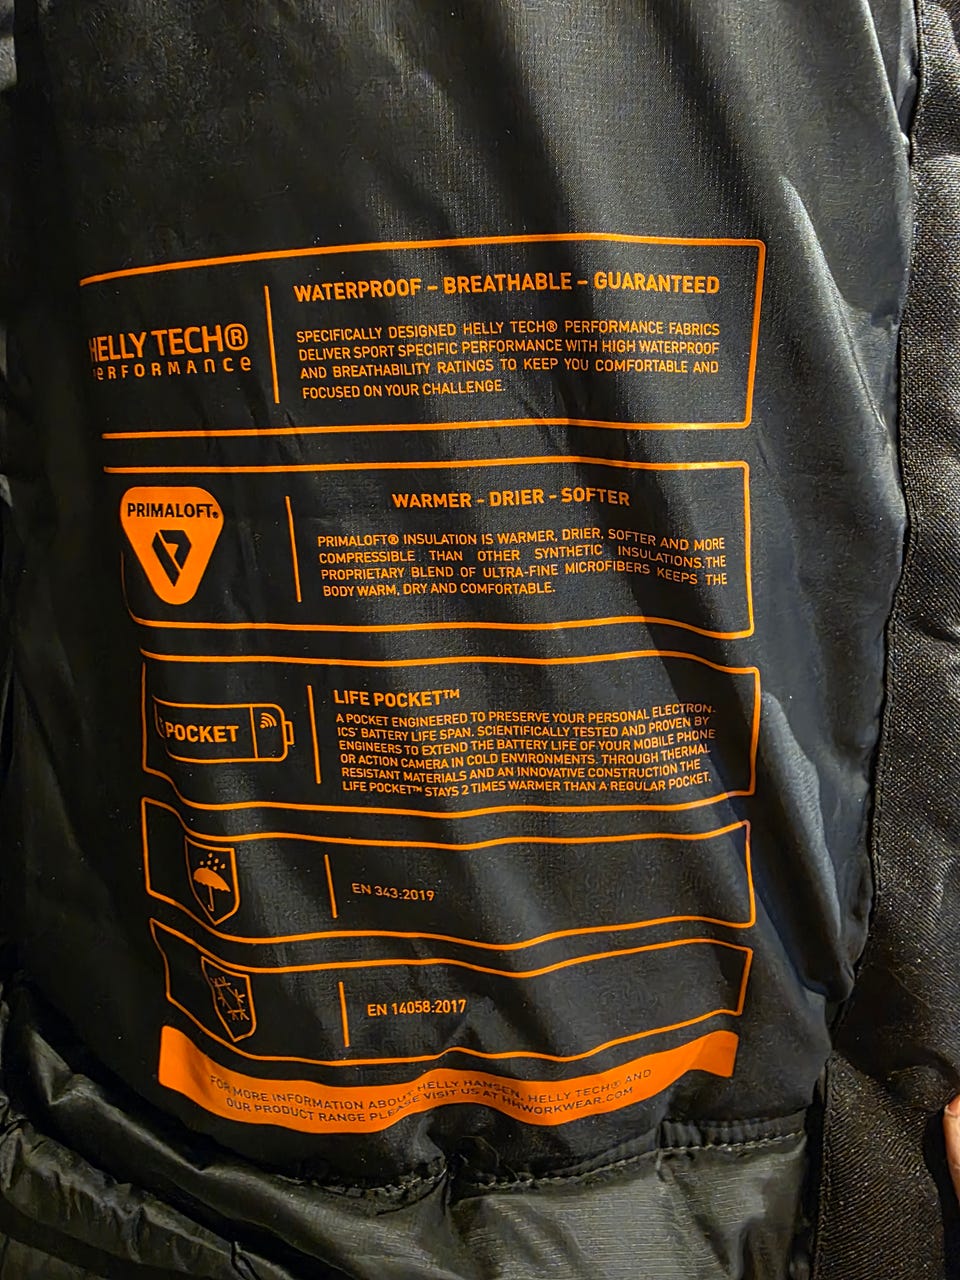 WATERPROOF – BREATHABLE – GUARANTEED
HELLY TECH®
PERFORMANCE
SPECIFICALLY DESIGNED HELLY TECH® PERFORMANCE FABRICS
DELIVER SPORT SPECIFIC PERFORMANCE WITH HIGH WATERPROOF
AND BREATHABILITY RATINGS TO KEEP YOU COMFORTABLE AND
FOCUSED ON YOUR CHALLENGE.
PRIMALOFT®
WARMER - DRIER - SOFTER
PRIMALOFT® INSULATION IS WARMER, DRIER, SOFTER AND MORE
COMPRESSIBLE THAN OTHER SYNTHETIC INSULATIONS.THE
PROPRIETARY BLEND OF ULTRA-FINE MICROFIBERS KEEPS THE
BODY WARM, DRY AND COMFORTABLE.
POCKET
LIFE POCKET™
A POCKET ENGINEERED TO PRESERVE YOUR PERSONAL ELECTRON-
ICS' BATTERY LIFE SPAN. SCIENTIFICALLY TESTED AND PROVEN BY
ENGINEERS TO EXTEND THE BATTERY LIFE OF YOUR MOBILE PHONE
OR ACTION CAMERA IN COLD ENVIRONMENTS. THROUGH THERMAL
RESISTANT MATERIALS AND AN INNOVATIVE CONSTRUCTION THE
LIFE POCKET™ STAYS 2 TIMES WARMER THAN A REGULAR POCKET.
EN 343:2019
EN 14058:2017
FOR MORE INFORMATION ABOUT HELLY HANSEN, HELLY TECH® AND
OUR PRODUCT RANGE PLEASE VISIT US AT HHWORKWEAR.COM